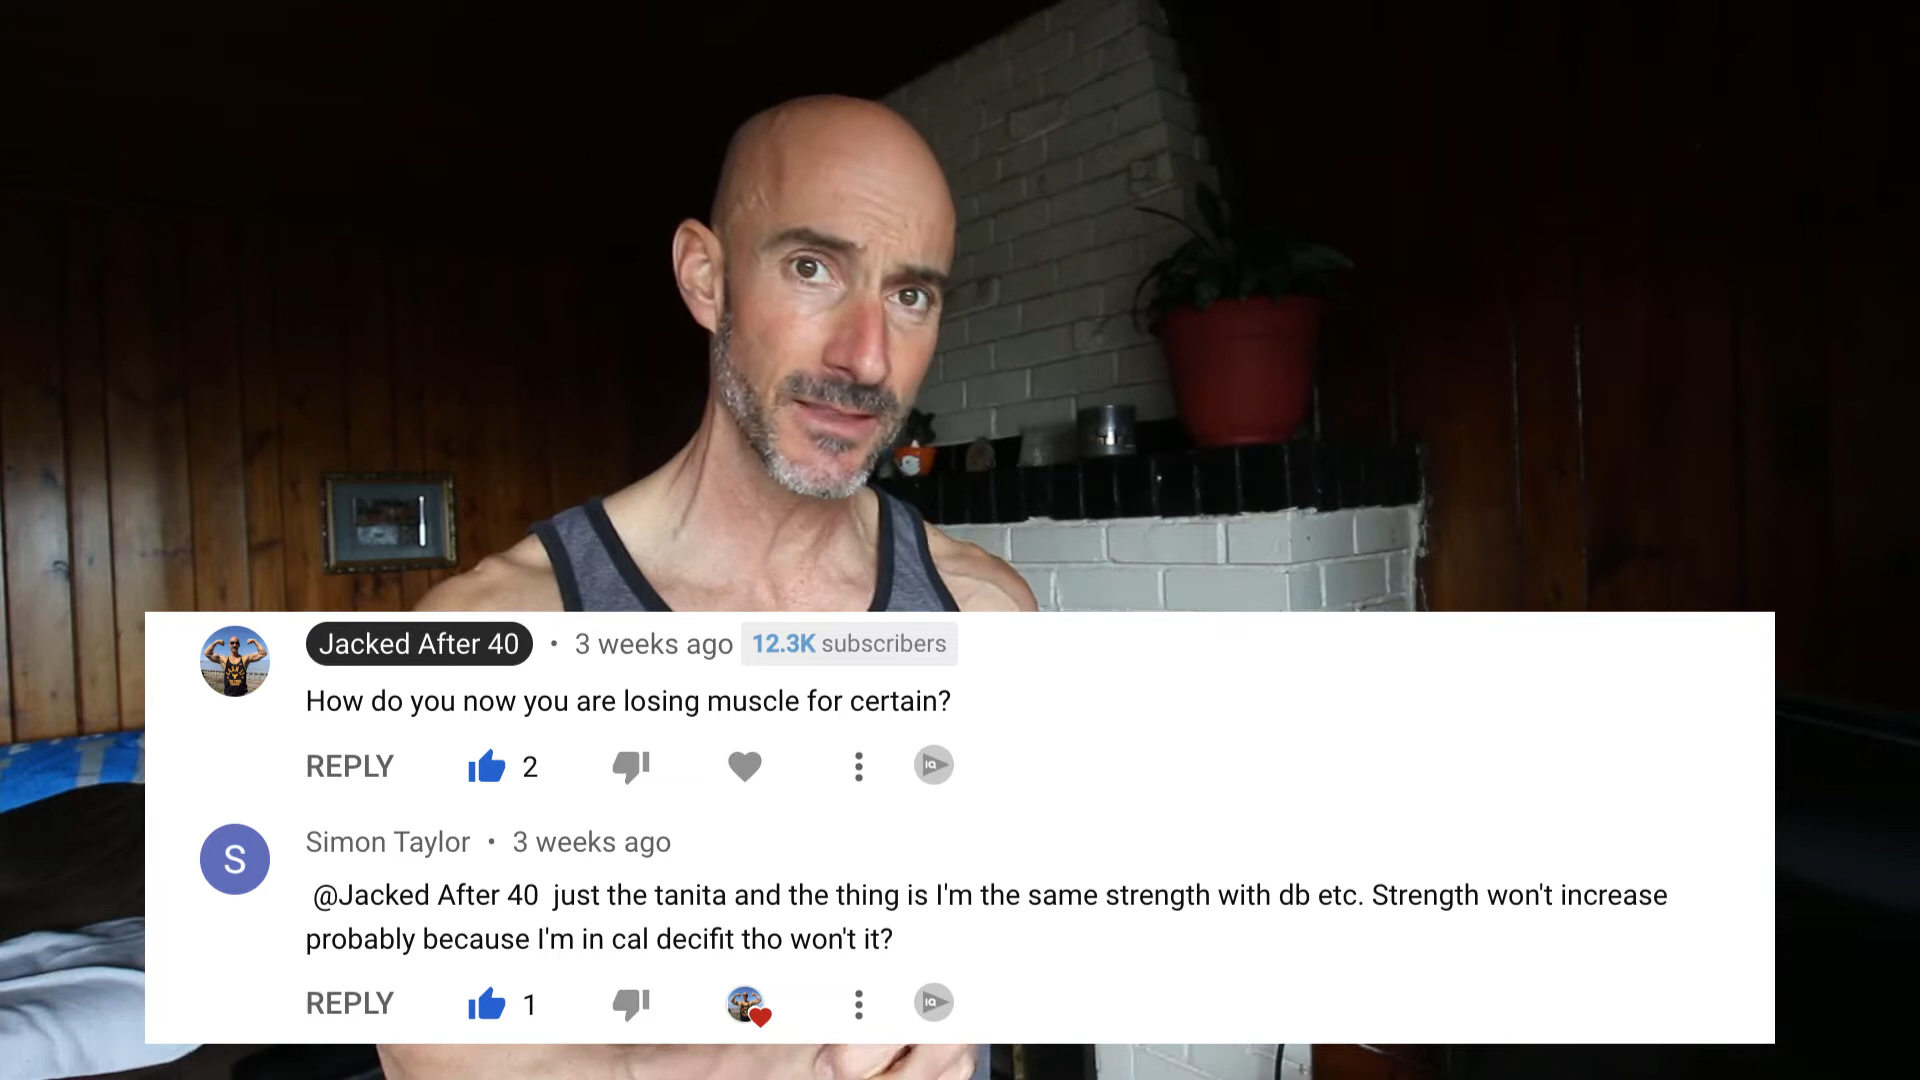 Jacked After 40 • 3 weeks ago 12.3K subscribers
How do you now you are losing muscle for certain?
REPLY 2
IQ
S
Simon Taylor • 3 weeks ago
@Jacked After 40 just the tanita and the thing is I'm the same strength with db etc. Strength won't increase
probably because I'm in cal decifit tho won't it?
REPLY 1
IQ